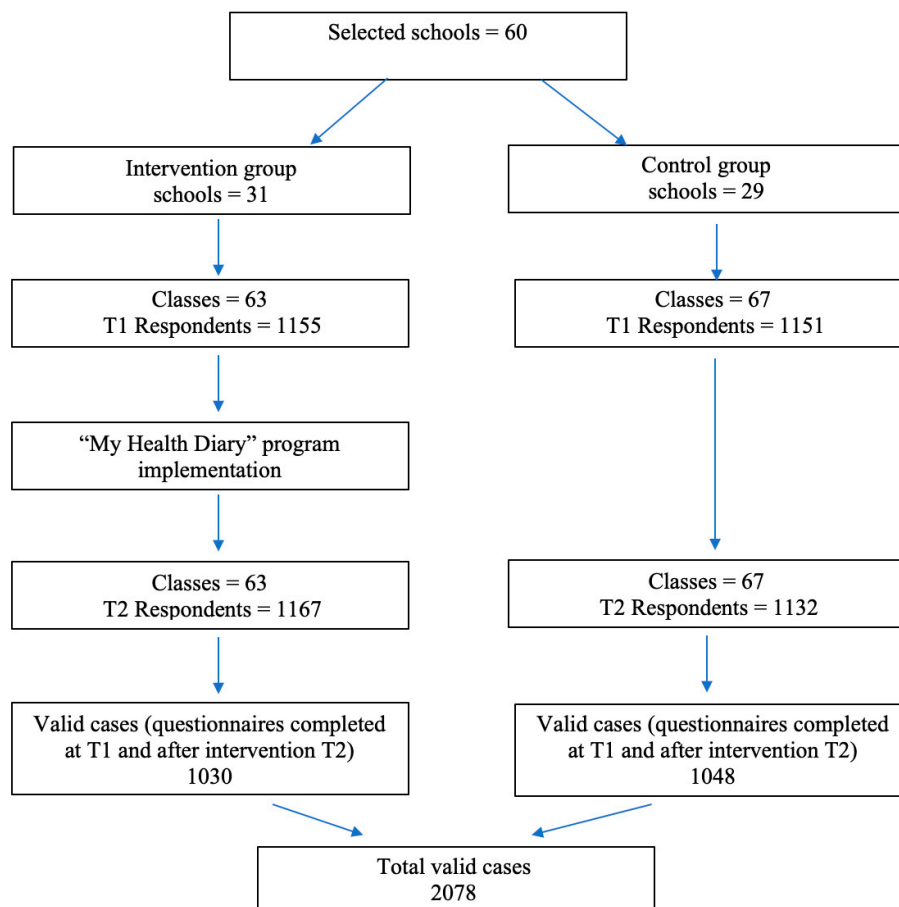 Selected schools = 60
Intervention group
schools = 31
Control group
schools = 29
Classes = 63
T1 Respondents = 1155
Classes = 67
T1 Respondents = 1151
“My Health Diary” program
implementation
Classes = 63
T2 Respondents = 1167
Classes = 67
T2 Respondents = 1132
Valid cases (questionnaires completed
at T1 and after intervention T2)
1030
Valid cases (questionnaires completed
at T1 and after intervention T2)
1048
Total valid cases
2078